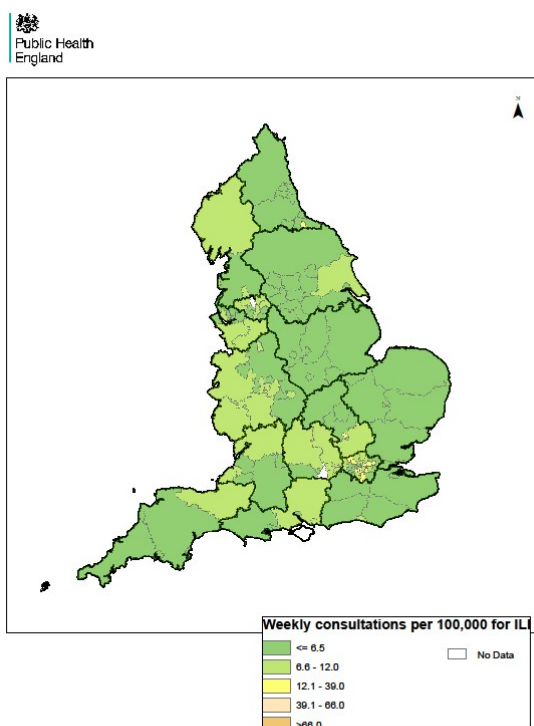 Public Health
England
N
Weekly consultations per 100,000 for ILI
<= 6.5
6.6 - 12.0
12.1 - 39.0
39.1 - 66.0
>66.0
No Data